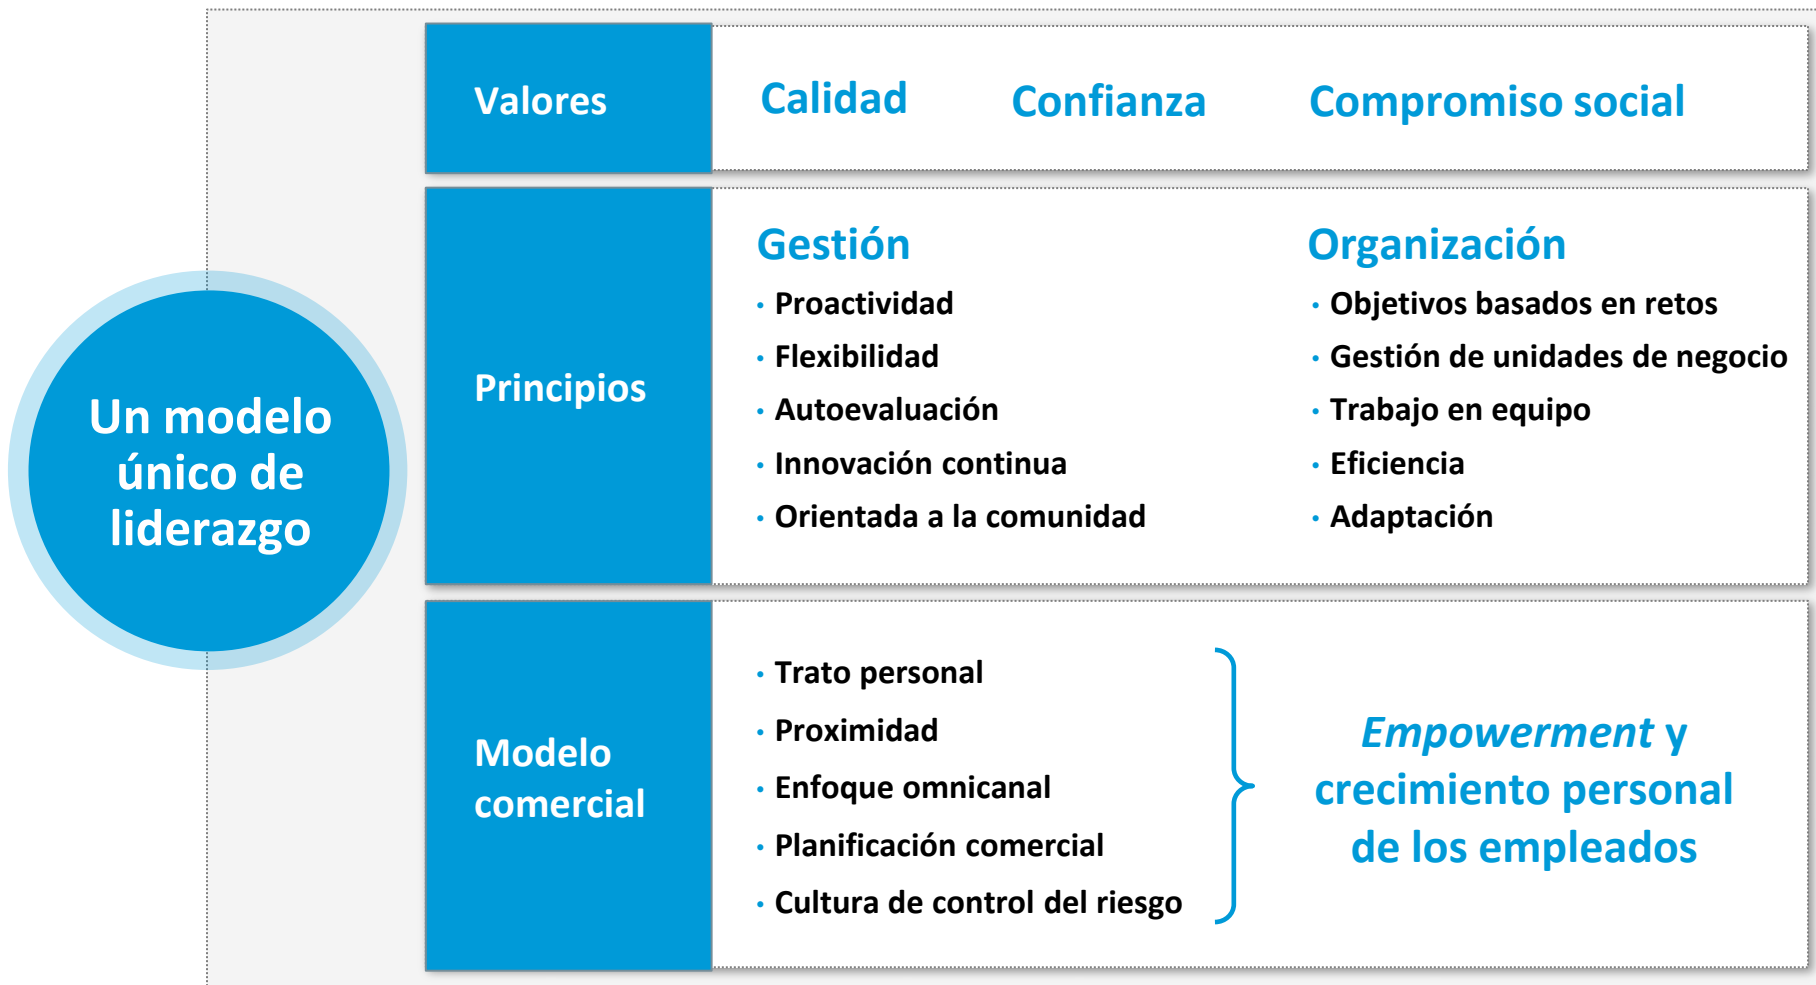 Un modelo
único de
liderazgo
Valores
Calidad
Confianza
Compromiso social
Principios
Gestión
· Proactividad
· Flexibilidad
· Autoevaluación
· Innovación continua
· Orientada a la comunidad
Organización
· Objetivos basados en retos
· Gestión de unidades de negocio
· Trabajo en equipo
· Eficiencia
· Adaptación
Modelo
comercial
· Trato personal
· Proximidad
· Enfoque omnicanal
· Planificación comercial
· Cultura de control del riesgo
Empowerment y
crecimiento personal
de los empleados